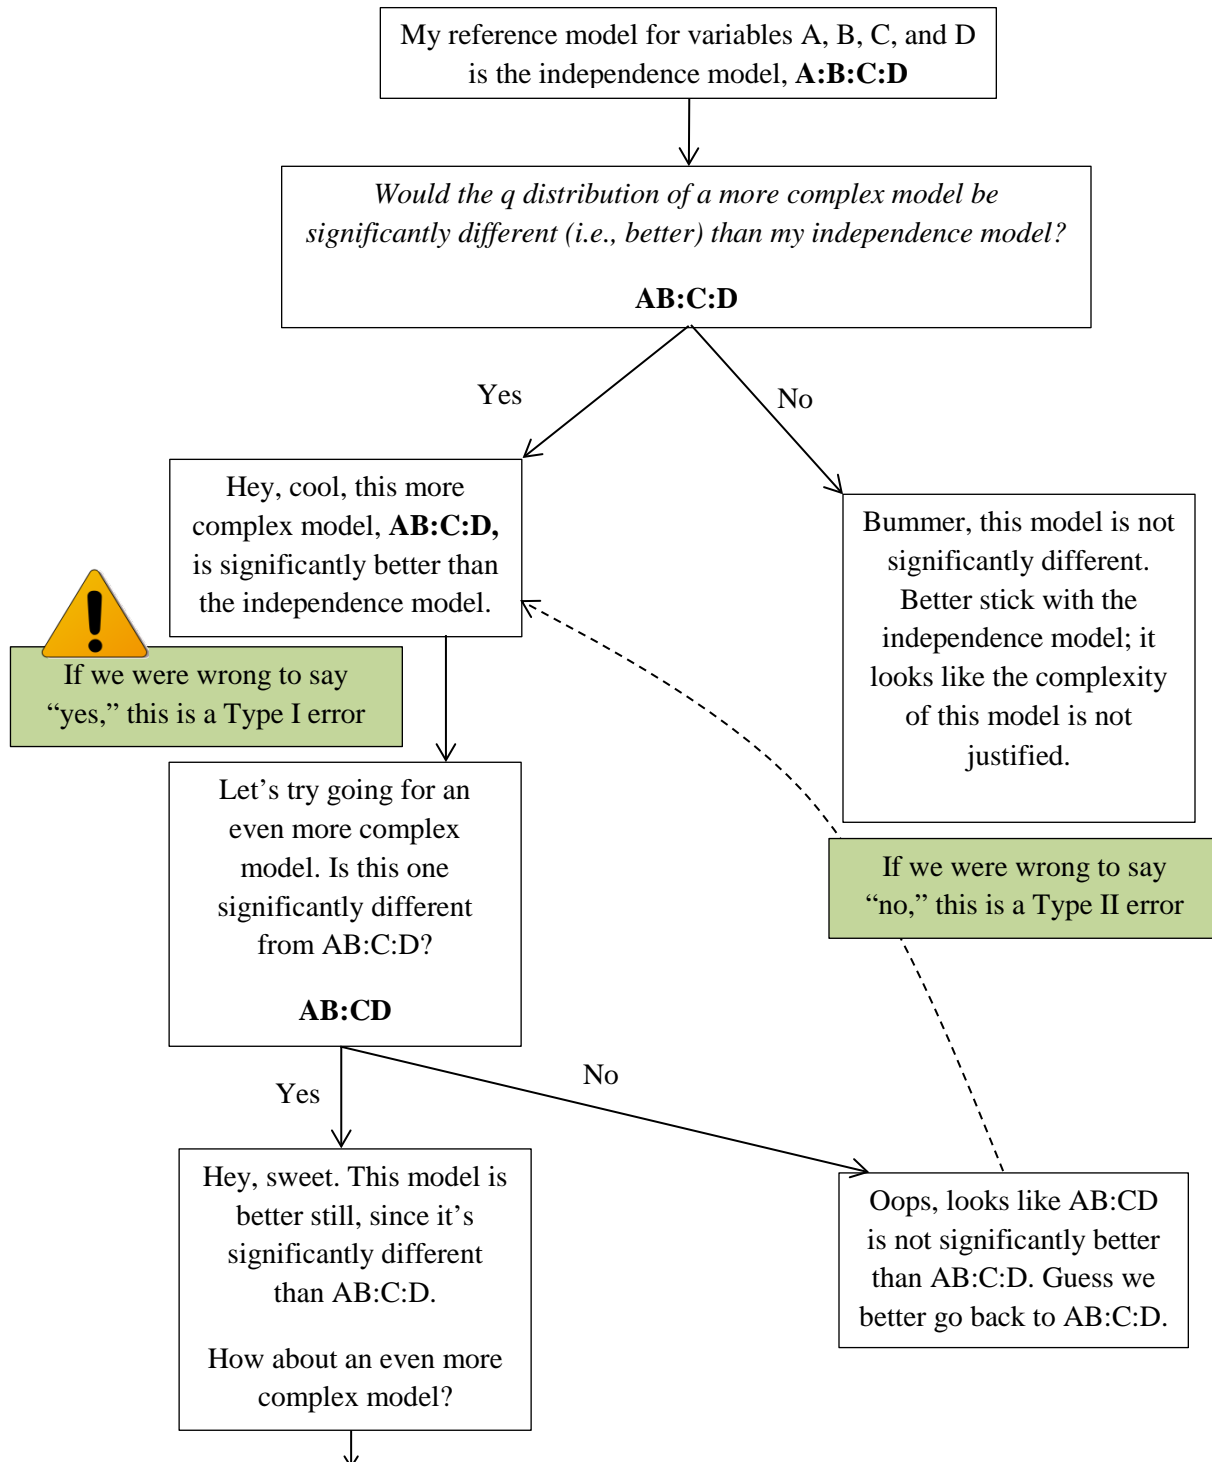 My reference model for variables A, B, C, and D
is the independence model, A:B:C:D
Would the q distribution of a more complex model be
significantly different (i.e., better) than my independence model?
AB:C:D
Yes
No
Hey, cool, this more
complex model, AB:C:D,
is significantly better than
the independence model.
Bummer, this model is not
significantly different.
Better stick with the
independence model; it
looks like the complexity
of this model is not
justified.
If we were wrong to say
“yes,” this is a Type I error
Let’s try going for an
even more complex
model. Is this one
significantly different
from AB:C:D?
AB:CD
If we were wrong to say
“no,” this is a Type II error
Yes
No
Hey, sweet. This model is
better still, since it’s
significantly different
than AB:C:D.
How about an even more
complex model?
Oops, looks like AB:CD
is not significantly better
than AB:C:D. Guess we
better go back to AB:C:D.